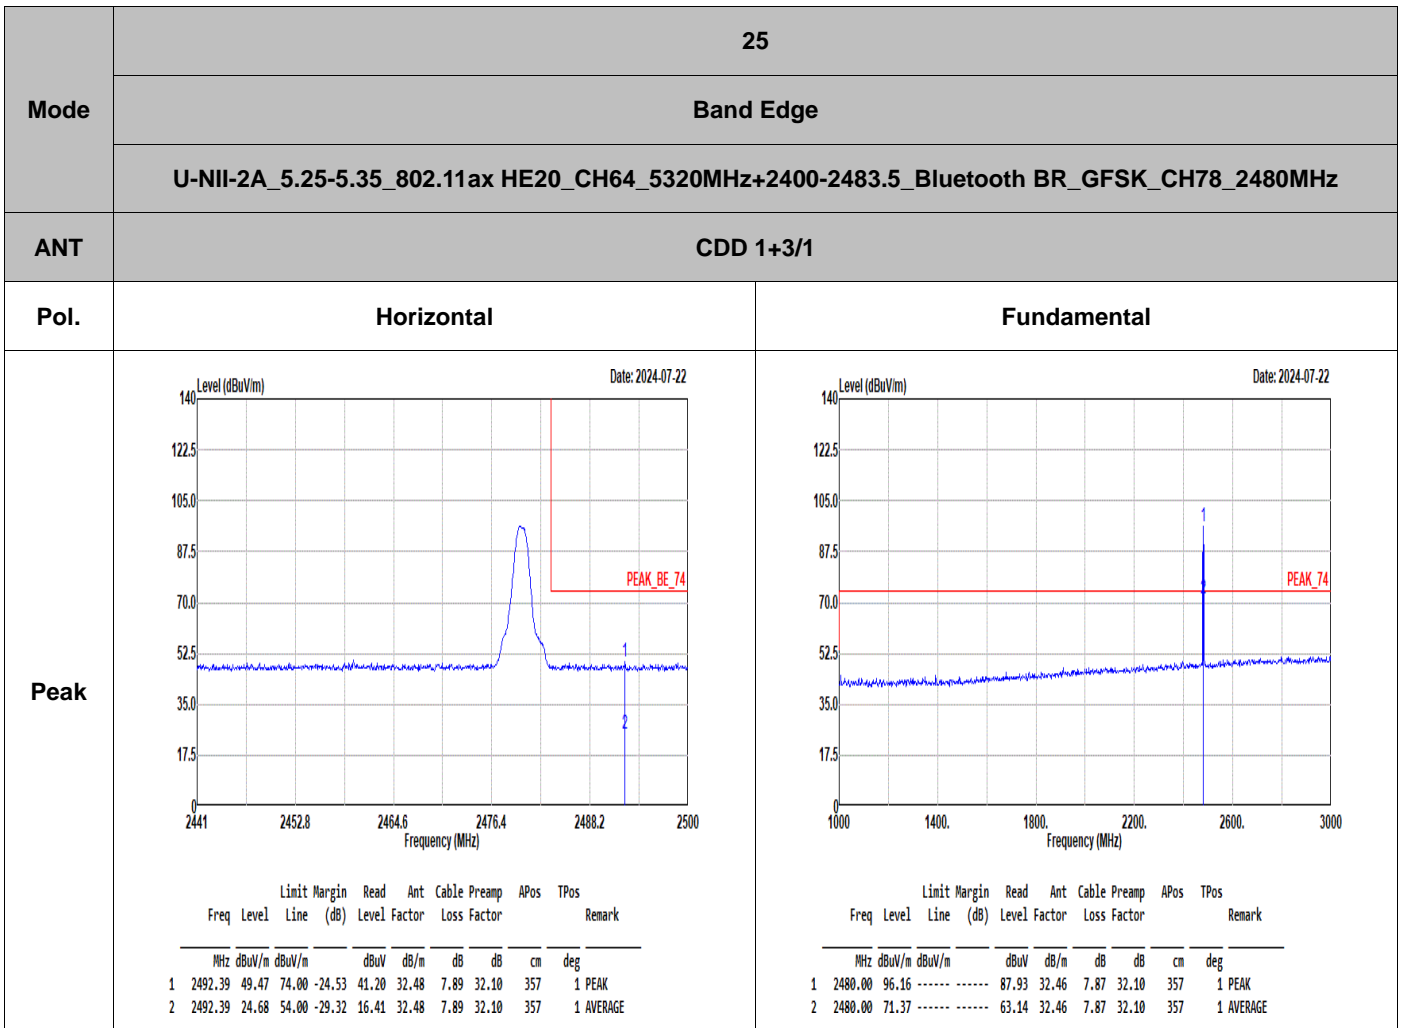 Mode
25
Band Edge
U-NII-2A_5.25-5.35_802.11ax HE20_CH64_5320MHz+2400-2483.5_Bluetooth BR_GFSK_CH78_2480MHz
ANT
CDD 1+3/1
Pol.
Horizontal
Fundamental
Peak
Level (dBuV/m)
Date: 2024-07-22
140
122.5
105.0
87.5
70.0
52.5
35.0
17.5
0
PEAK_BE_74
1
2
2441 2452.8 2464.6 2476.4 2488.2 2500
Frequency (MHz)
Limit Margin Read Ant Cable Preamp APos TPos
Freq Level Line (dB) Level Factor Loss Factor Remark
MHz dBuV/m dBuV/m dBuV dB/m dB dB cm deg
1 2492.39 49.47 74.00 -24.53 41.20 32.48 7.89 32.10 357 1 PEAK
2 2492.39 24.68 54.00 -29.32 16.41 32.48 7.89 32.10 357 1 AVERAGE
Level (dBuV/m)
Date: 2024-07-22
140
122.5
105.0
87.5
70.0
52.5
35.0
17.5
0
1
PEAK_74
1000 1400. 1800. 2200. 2600. 3000
Frequency (MHz)
Limit Margin Read Ant Cable Preamp APos TPos
Freq Level Line (dB) Level Factor Loss Factor Remark
MHz dBuV/m dBuV/m dBuV dB/m dB dB cm deg
1 2480.00 96.16 ------ ------ 87.93 32.46 7.87 32.10 357 1 PEAK
2 2480.00 71.37 ------ ------ 63.14 32.46 7.87 32.10 357 1 AVERAGE